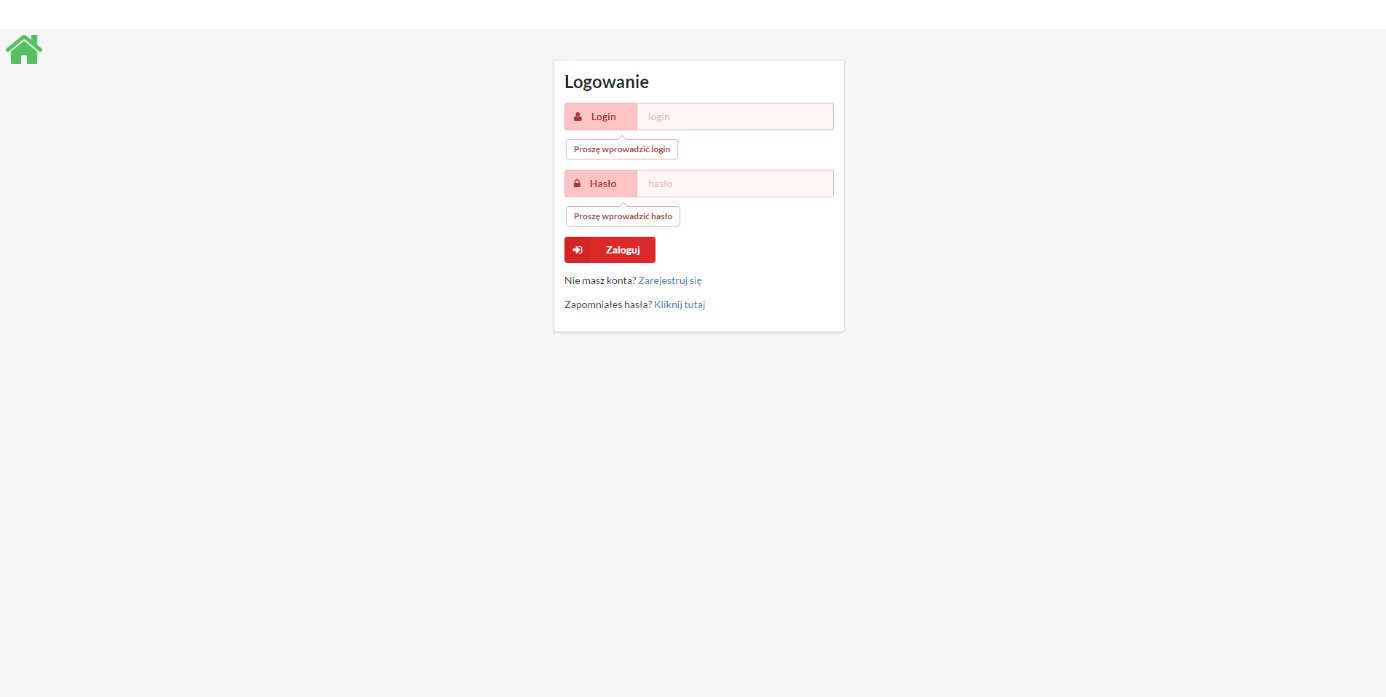 Logowanie
Login login
Proszę wprowadzić login
Hasło hasło
Proszę wprowadzić hasło
Zaloguj
Nie masz konta? Zarejestruj się
Zapomniałeś hasła? Kliknij tutaj